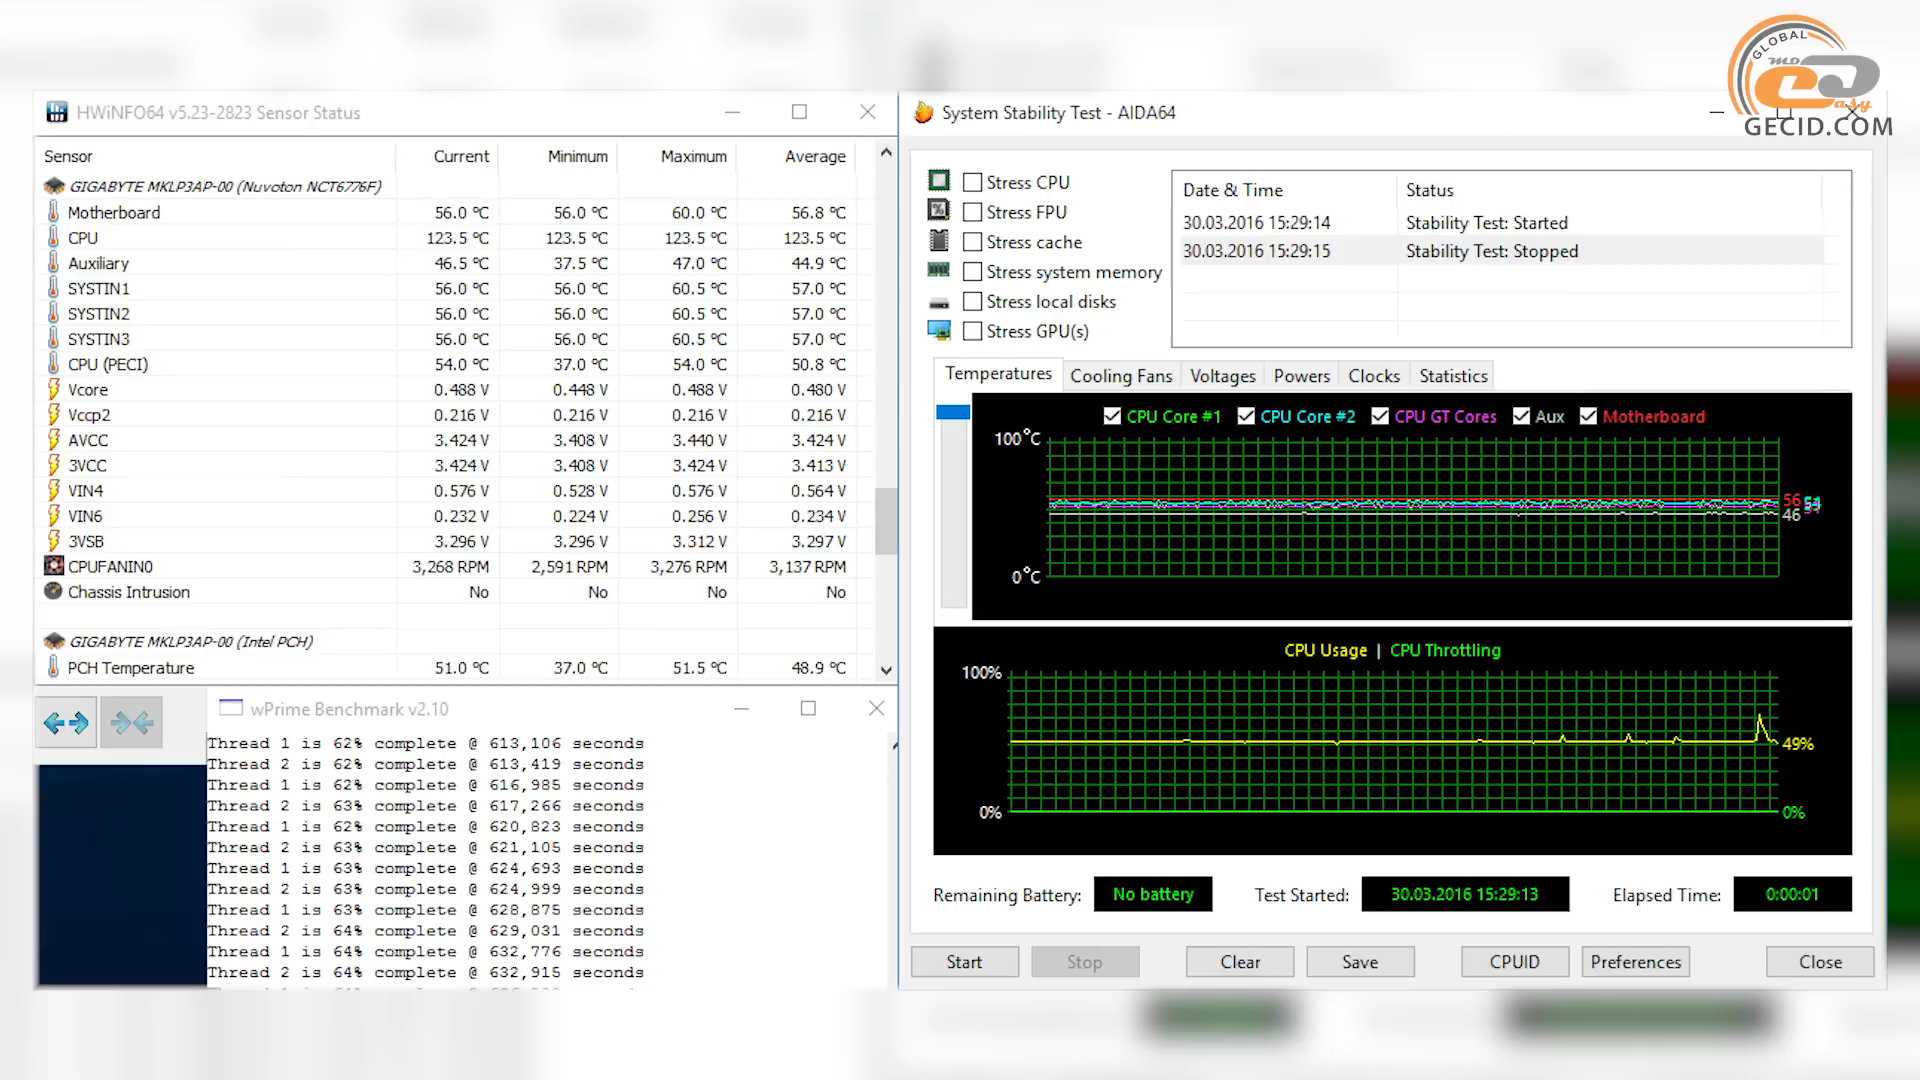 GLOBAL
mo
easy
GECID.COM
HWiNFO64 v5.23-2823 Sensor Status
Sensor Current Minimum Maximum Average
GIGABYTE MKLP3AP-00 (Nuvoton NCT6776F)
Motherboard 56.0 °C 56.0 °C 60.0 °C 56.8 °C
CPU 123.5 °C 123.5 °C 123.5 °C 123.5 °C
Auxiliary 46.5 °C 37.5 °C 47.0 °C 44.9 °C
SYSTIN1 56.0 °C 56.0 °C 60.5 °C 57.0 °C
SYSTIN2 56.0 °C 56.0 °C 60.5 °C 57.0 °C
SYSTIN3 56.0 °C 56.0 °C 60.5 °C 57.0 °C
CPU (PECI) 54.0 °C 37.0 °C 54.0 °C 50.8 °C
Vcore 0.488 V 0.448 V 0.488 V 0.480 V
Vccp2 0.216 V 0.216 V 0.216 V 0.216 V
AVCC 3.424 V 3.408 V 3.440 V 3.424 V
3VCC 3.424 V 3.408 V 3.424 V 3.413 V
VIN4 0.576 V 0.528 V 0.576 V 0.564 V
VIN6 0.232 V 0.224 V 0.256 V 0.234 V
3VSB 3.296 V 3.296 V 3.312 V 3.297 V
CPUFANIN0 3,268 RPM 2,591 RPM 3,276 RPM 3,137 RPM
Chassis Intrusion No No No No
GIGABYTE MKLP3AP-00 (Intel PCH)
PCH Temperature 51.0 °C 37.0 °C 51.5 °C 48.9 °C
wPrime Benchmark v2.10
Thread 1 is 62% complete @ 613,106 seconds
Thread 2 is 62% complete @ 613,419 seconds
Thread 1 is 62% complete @ 616,985 seconds
Thread 2 is 63% complete @ 617,266 seconds
Thread 1 is 62% complete @ 620,823 seconds
Thread 2 is 63% complete @ 621,105 seconds
Thread 1 is 63% complete @ 624,693 seconds
Thread 2 is 63% complete @ 624,999 seconds
Thread 1 is 63% complete @ 628,875 seconds
Thread 2 is 64% complete @ 629,031 seconds
Thread 1 is 64% complete @ 632,776 seconds
Thread 2 is 64% complete @ 632,915 seconds
System Stability Test - AIDA64
Stress CPU
Stress FPU
Stress cache
Stress system memory
Stress local disks
Stress GPU(s)
Date & Time Status
30.03.2016 15:29:14 Stability Test: Started
30.03.2016 15:29:15 Stability Test: Stopped
Temperatures Cooling Fans Voltages Powers Clocks Statistics
CPU Core #1 CPU Core #2 CPU GT Cores Aux Motherboard
100°C
56
46
0°C
CPU Usage | CPU Throttling
100%
49%
0% 0%
Remaining Battery: No battery Test Started: 30.03.2016 15:29:13 Elapsed Time: 0:00:01
Start Stop Clear Save CPUID Preferences Close